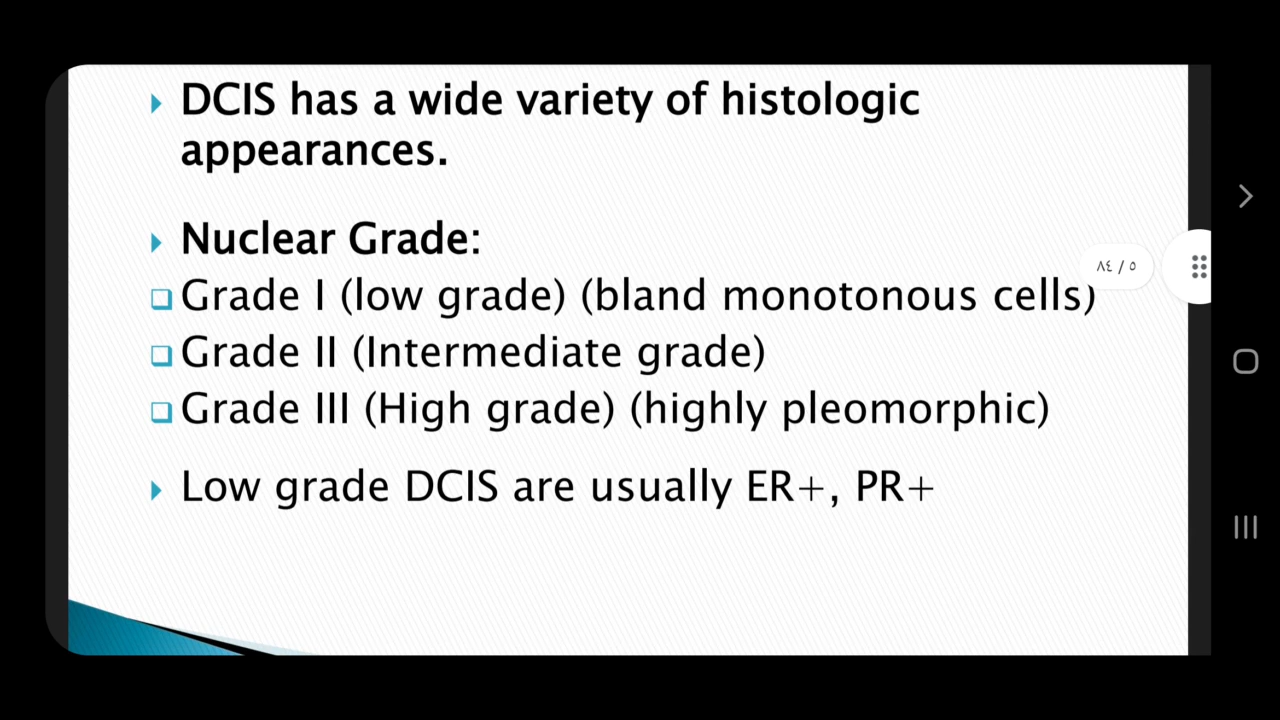 DCIS has a wide variety of histologic
appearances.
Nuclear Grade:
٨٤ / ٥
Grade I (low grade) (bland monotonous cells)
Grade II (Intermediate grade)
Grade III (High grade) (highly pleomorphic)
Low grade DCIS are usually ER+, PR+